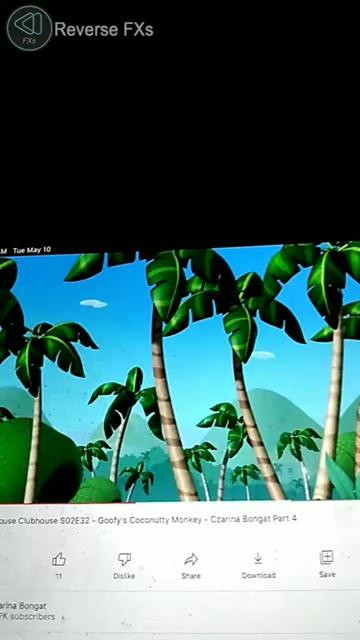 FXs
Reverse FXs
M Tue May 10
ouse Clubhouse S02E32 - Goofy's Coconutty Monkey - Czarina Bongat Part 4
11
Dislike
Share
Download
Save
arina Bongat
7K subscribers